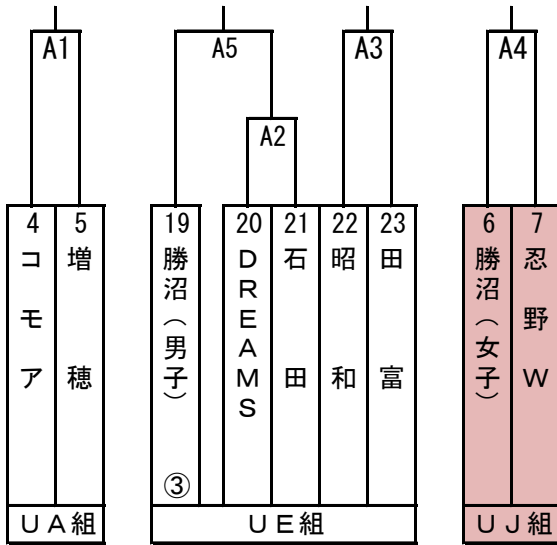 A1
A5
A3
A4
A2
4
5
19
20
21
22
23
6
7
コモア
増穂
勝沼（男子）
DREAMS
石田
昭和
田富
勝沼（女子）
忍野W
③
UA組
UE組
UJ組